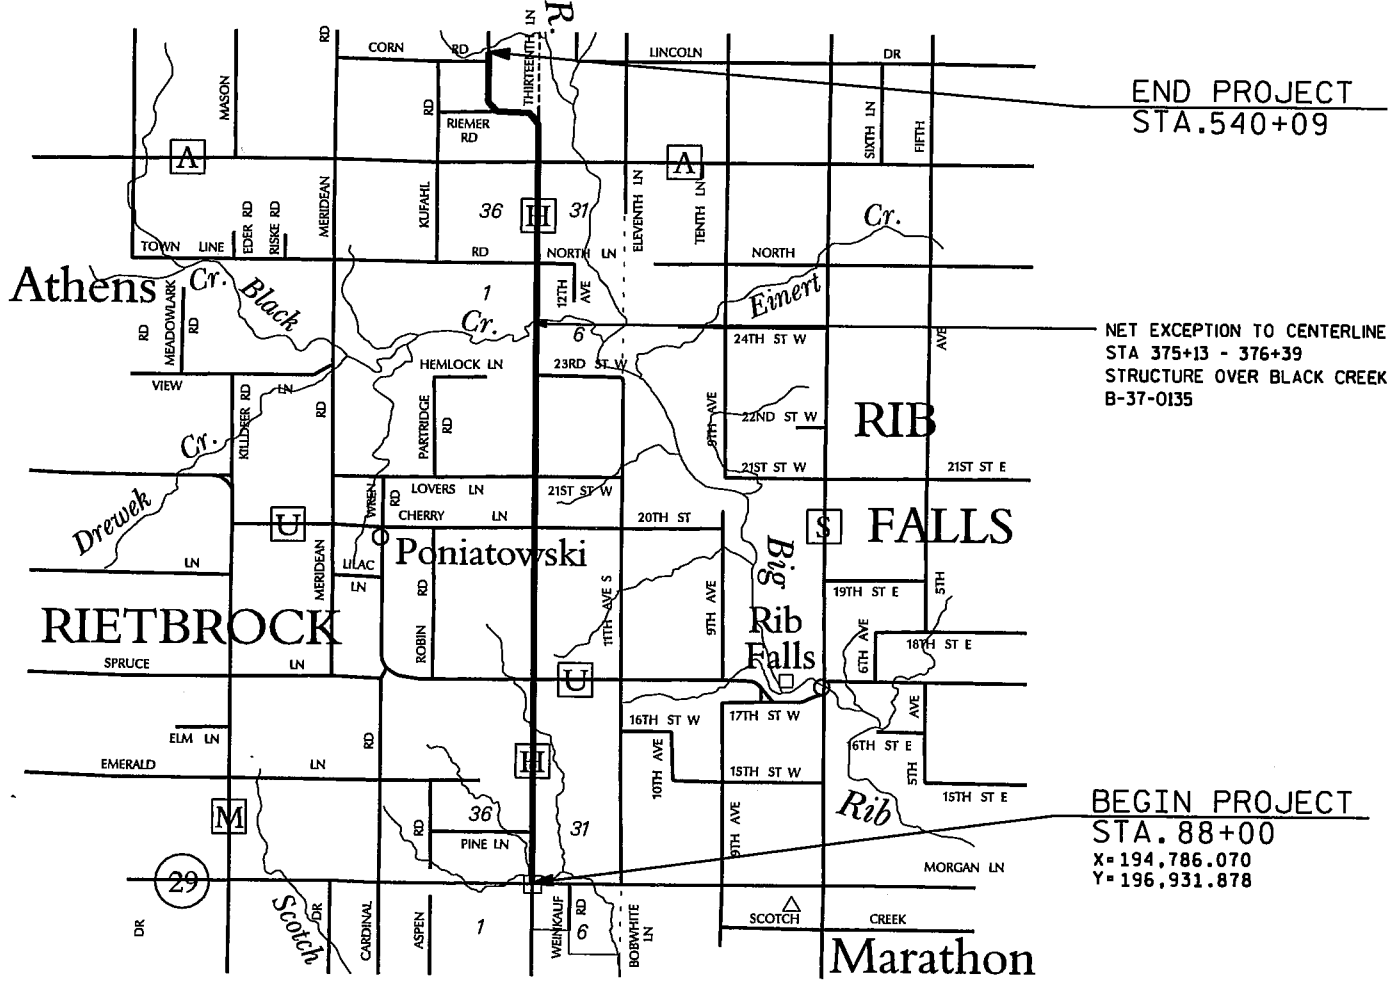 R.
THIRTEENTH LN
RD
CORN RD
LINCOLN DR
END PROJECT
STA.540+09
MASON
RD
RIEMER
RD
SIXTH LN
FIFTH
A
A
MERIDEAN
KUFAHL
36
H
31
ELEVENTH LN
TENTH LN
Cr.
EDER RD
RISKE RD
TOWN LINE
RD
NORTH LN
NORTH
Athens
Cr.
Black
1
12TH
AVE
Einert
MEADOWLARK
RD
RD
Cr.
6
24TH ST W
AVE
NET EXCEPTION TO CENTERLINE
STA 375+13 - 376+39
STRUCTURE OVER BLACK CREEK
B-37-0135
HEMLOCK LN
23RD ST W
VIEW
LN
KILLDEER RD
RD
PARTRIDGE
RD
9TH AVE
22ND ST W
RIB
Cr.
21ST ST W
21ST ST E
Drewek
WREN
RD
LOVERS LN
21ST ST W
U
CHERRY LN
20TH ST
S
FALLS
Poniatowski
Big
LN
MERIDEAN
LILAC
LN
RD
11TH AVE S
9TH AVE
19TH ST E
5TH
RIETBROCK
ROBIN
Rib
Falls
6TH AVE
18TH ST E
SPRUCE LN
U
16TH ST W
17TH ST W
AVE
ELM LN
RD
16TH ST E
EMERALD LN
H
10TH AVE
15TH ST W
5TH
15TH ST E
M
36
31
RD
PINE LN
9TH AVE
Rib
BEGIN PROJECT
STA.88+00
X=194,786.070
Y=196,931.878
29
MORGAN LN
DR
Scotch
DR
CARDINAL
ASPEN
1
WEINKAUF
RD
6
BOBWHITE
LN
SCOTCH CREEK
Marathon